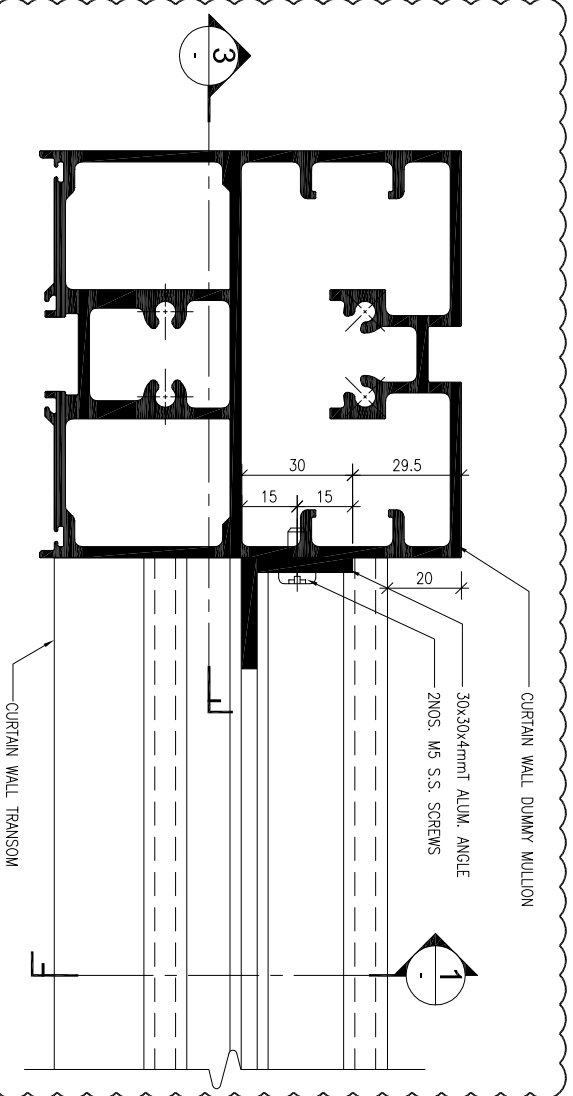 3
-
30
29.5
15
15
20
CURTAIN WALL DUMMY MULLION
30x30x4mmT ALUM. ANGLE
2NOS. M5 S.S. SCREWS
CURTAIN WALL TRANSOM
1
-